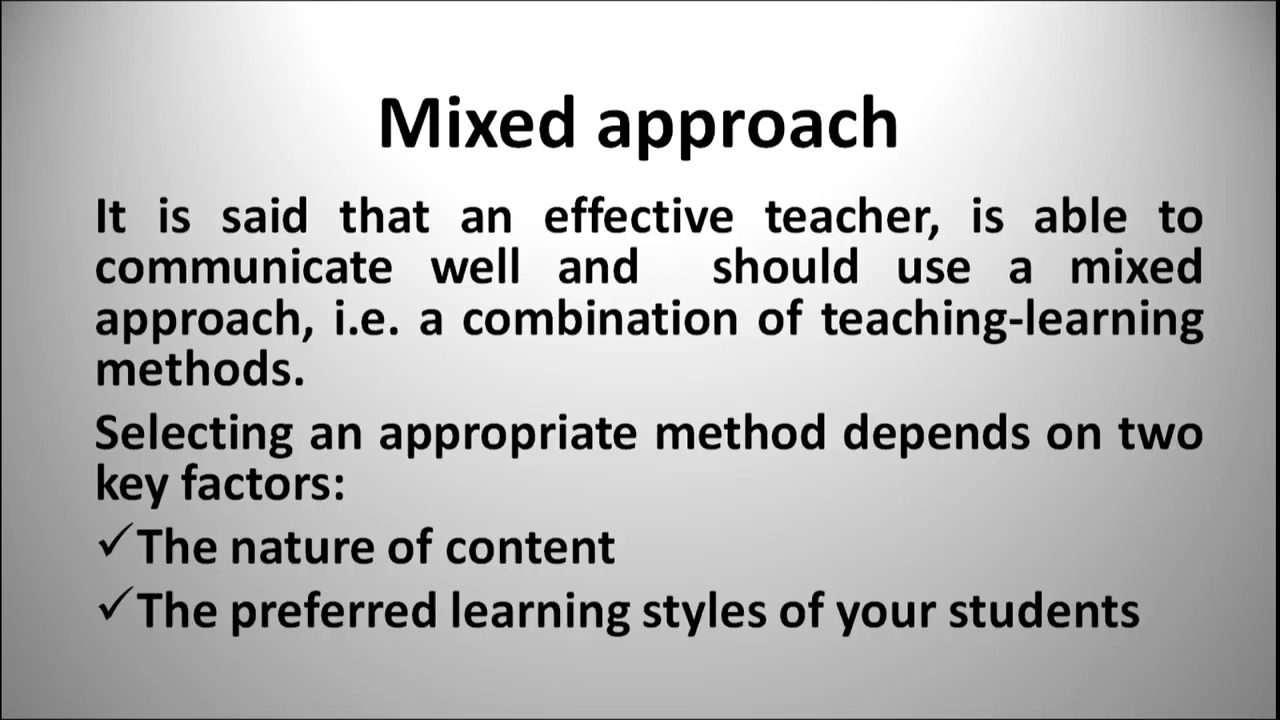 Mixed approach
It is said that an effective teacher, is able to
communicate well and should use a mixed
approach, i.e. a combination of teaching-learning
methods.
Selecting an appropriate method depends on two
key factors:
✓The nature of content
✓The preferred learning styles of your students